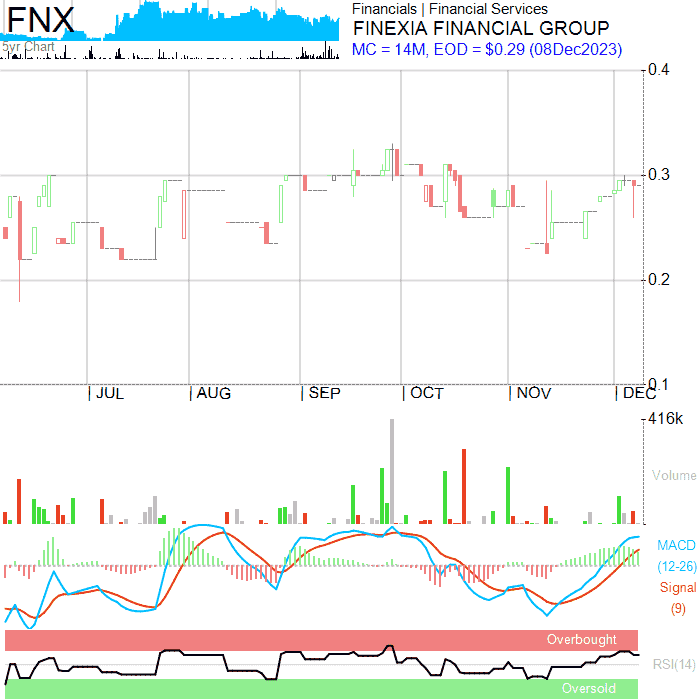 FNX
5yr Chart
Financials | Financial Services
FINEXIA FINANCIAL GROUP
MC = 14M, EOD = $0.29 (08Dec2023)
0.4
0.3
0.2
0.1
| JUL | AUG | SEP | OCT | NOV | DEC
416k
Volume
MACD
(12-26)
Signal
(9)
Overbought
RSI(14)
Oversold